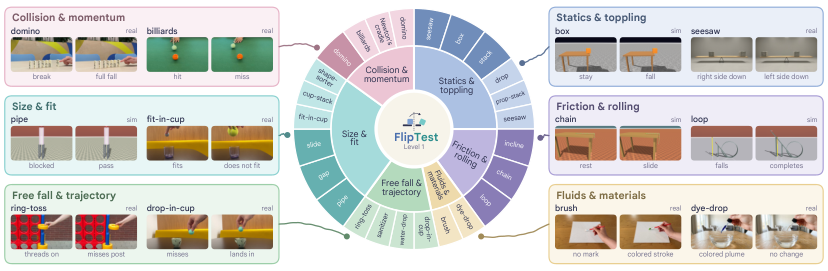 Collision & momentum
domino real billiards real
break full fall hit miss
Size & fit
pipe sim fit-in-cup real
blocked pass fits does not fit
Free fall & trajectory
ring-toss real drop-in-cup real
threads on misses post misses lands in
domino
billiards
Newton's cradle
domino
seesaw
box
stack
drop
prop-stack
seesaw
incline
chain
loop
dye-drop
brush
drop-in-cup
water-drop
sanitizer
ring-toss
pipe
gap
slide
fit-in-cup
cup-stack
shape-sorter
Collision & momentum
Statics & toppling
Friction & rolling
Fluids & materials
Free fall & trajectory
Size & fit
FlipTest
Level 1
Statics & toppling
box sim seesaw real
stay fall right side down left side down
Friction & rolling
chain sim loop sim
rest slide falls completes
Fluids & materials
brush real dye-drop real
no mark colored stroke colored plume no change